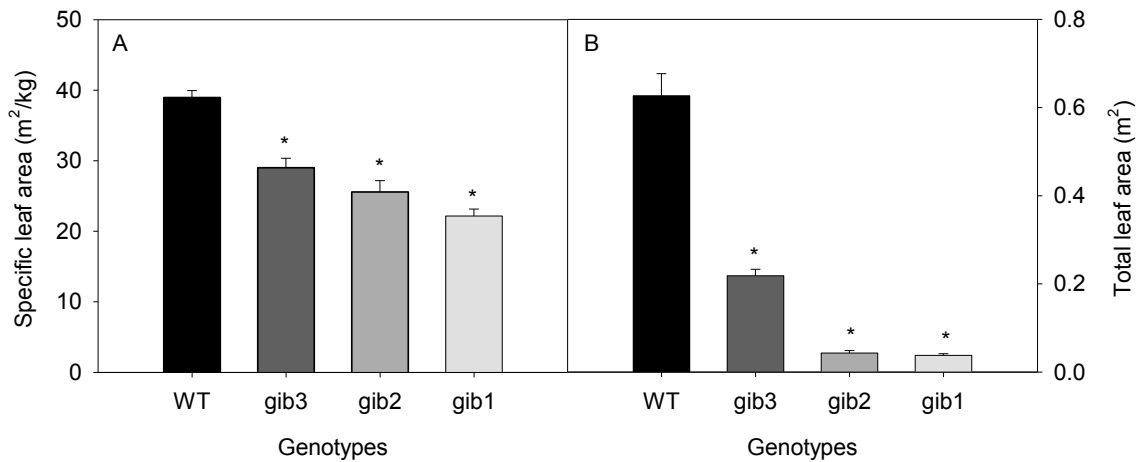 A
B
Specific leaf area (m²/kg)
50
40
30
20
10
0
*
*
*
*
*
*
0.8
0.6
0.4
0.2
0.0
Total leaf area (m²)
WT gib3 gib2 gib1
WT gib3 gib2 gib1
Genotypes
Genotypes